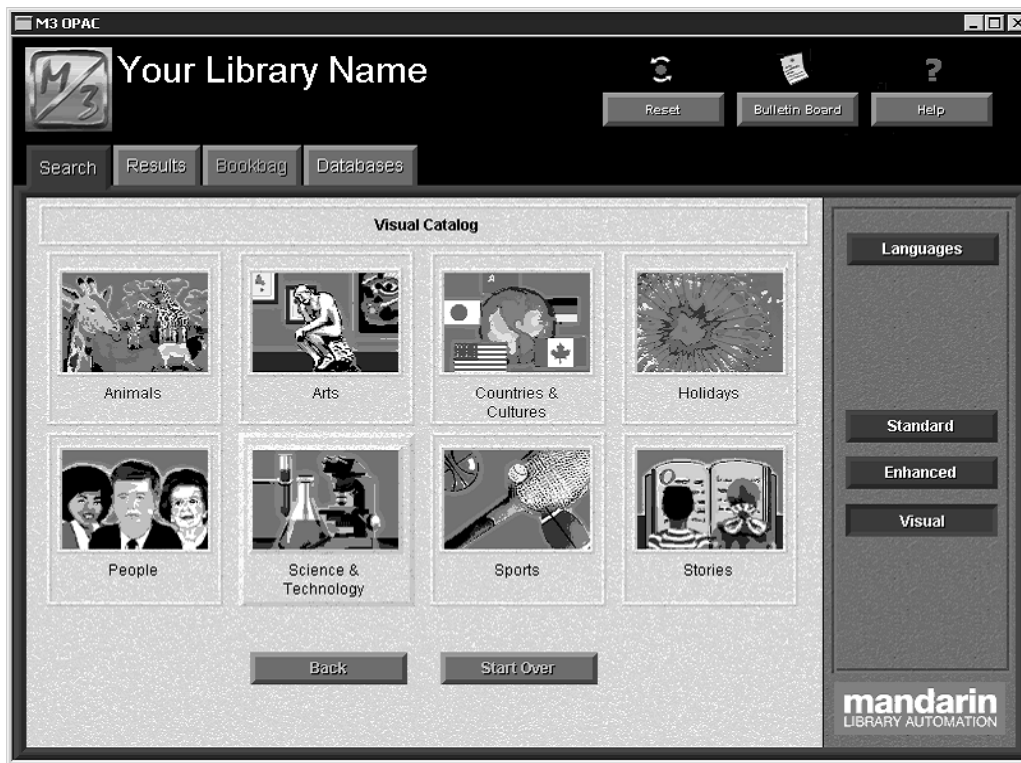 M3 OPAC
M/3
Your Library Name
Reset
Bulletin Board
Help
Search
Results
Bookbag
Databases
Visual Catalog
Languages
Animals
Arts
Countries &
Cultures
Holidays
Standard
Enhanced
Visual
People
Science &
Technology
Sports
Stories
Back
Start Over
mandarin
LIBRARY AUTOMATION